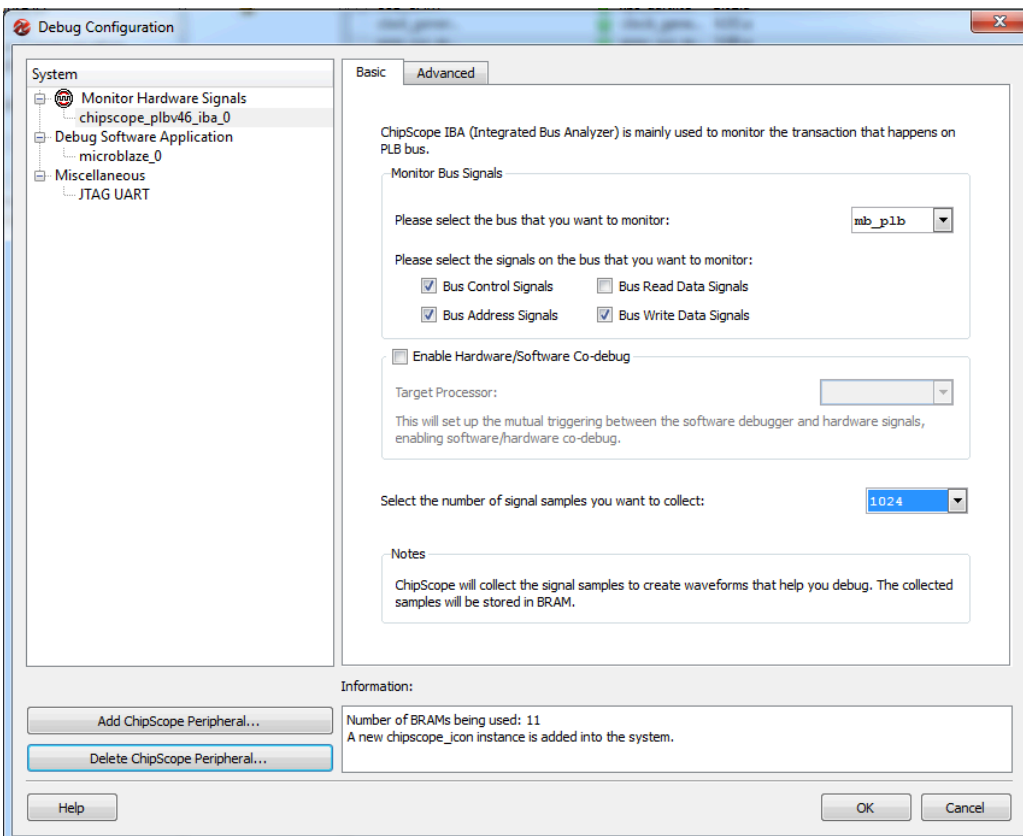 Debug Configuration
System
Monitor Hardware Signals
chipscope_plbv46_iba_0
Debug Software Application
microblaze_0
Miscellaneous
JTAG UART
Basic
Advanced
ChipScope IBA (Integrated Bus Analyzer) is mainly used to monitor the transaction that happens on
PLB bus.
Monitor Bus Signals
Please select the bus that you want to monitor:
mb_plb
Please select the signals on the bus that you want to monitor:
Bus Control Signals
Bus Read Data Signals
Bus Address Signals
Bus Write Data Signals
Enable Hardware/Software Co-debug
Target Processor:
This will set up the mutual triggering between the software debugger and hardware signals,
enabling software/hardware co-debug.
Select the number of signal samples you want to collect:
1024
Notes
ChipScope will collect the signal samples to create waveforms that help you debug. The collected
samples will be stored in BRAM.
Information:
Add ChipScope Peripheral...
Delete ChipScope Peripheral...
Number of BRAMs being used: 11
A new chipscope_icon instance is added into the system.
Help
OK
Cancel